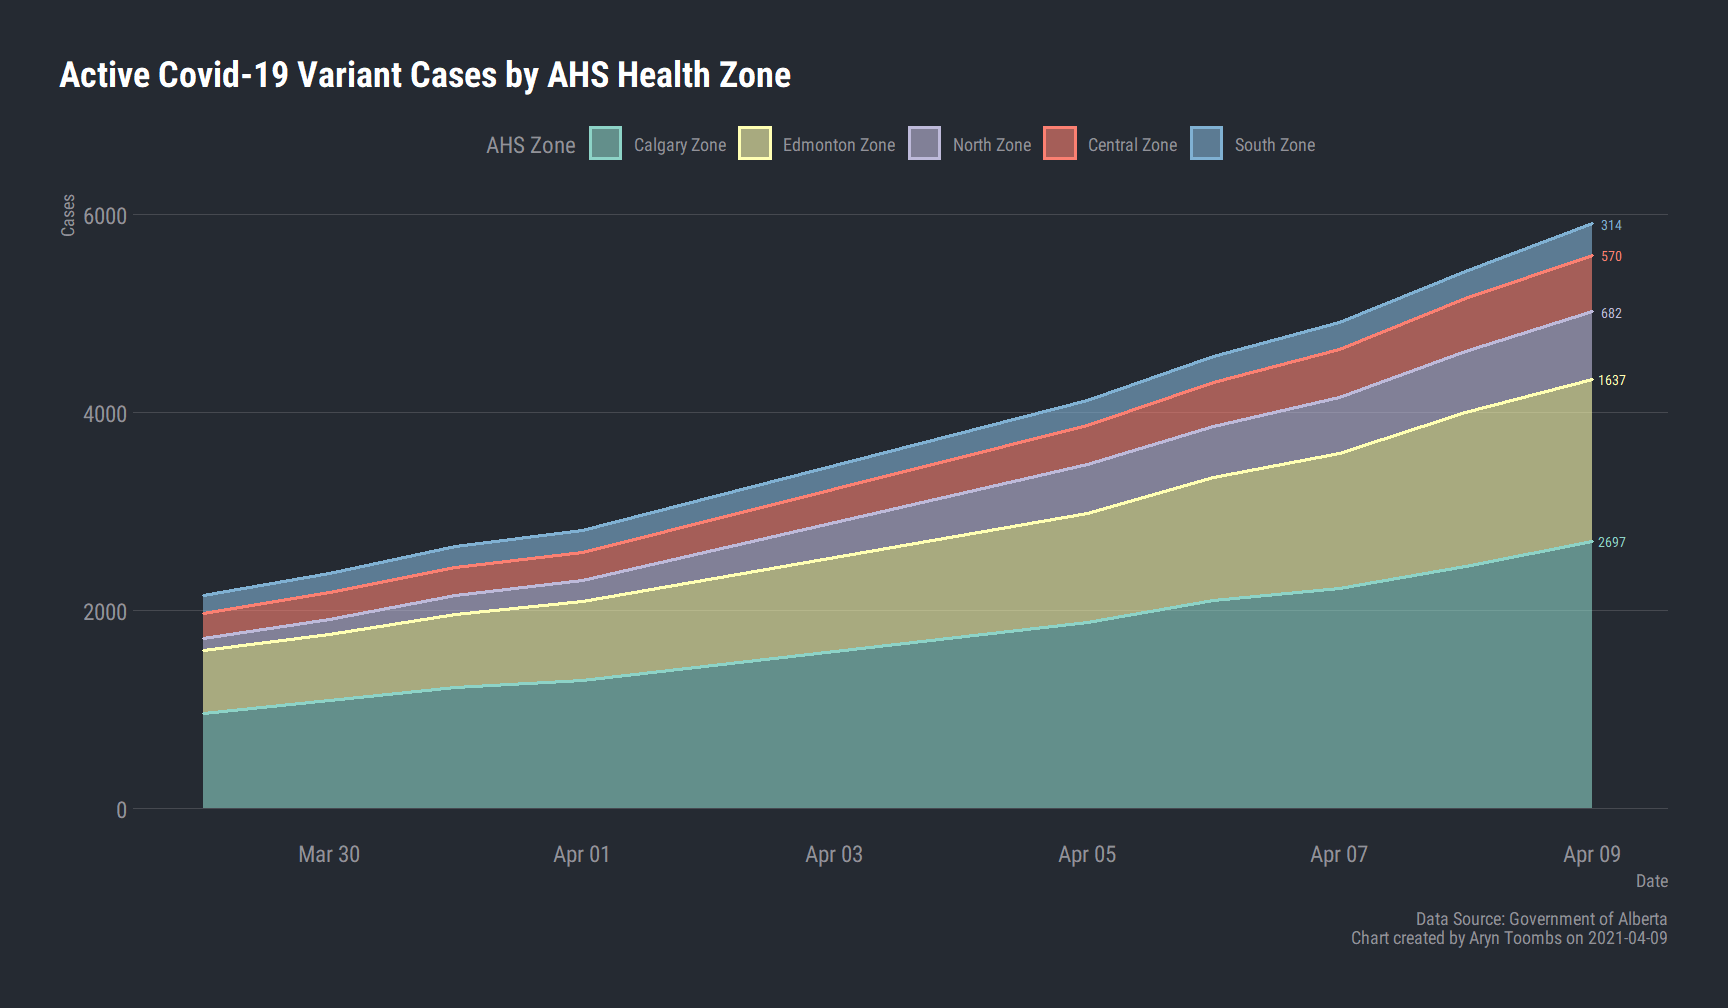 Active Covid-19 Variant Cases by AHS Health Zone
AHS Zone Calgary Zone Edmonton Zone North Zone Central Zone South Zone
Cases
6000
4000
2000
0
314
570
682
1637
2697
Mar 30 Apr 01 Apr 03 Apr 05 Apr 07 Apr 09
Date
Data Source: Government of Alberta
Chart created by Aryn Toombs on 2021-04-09